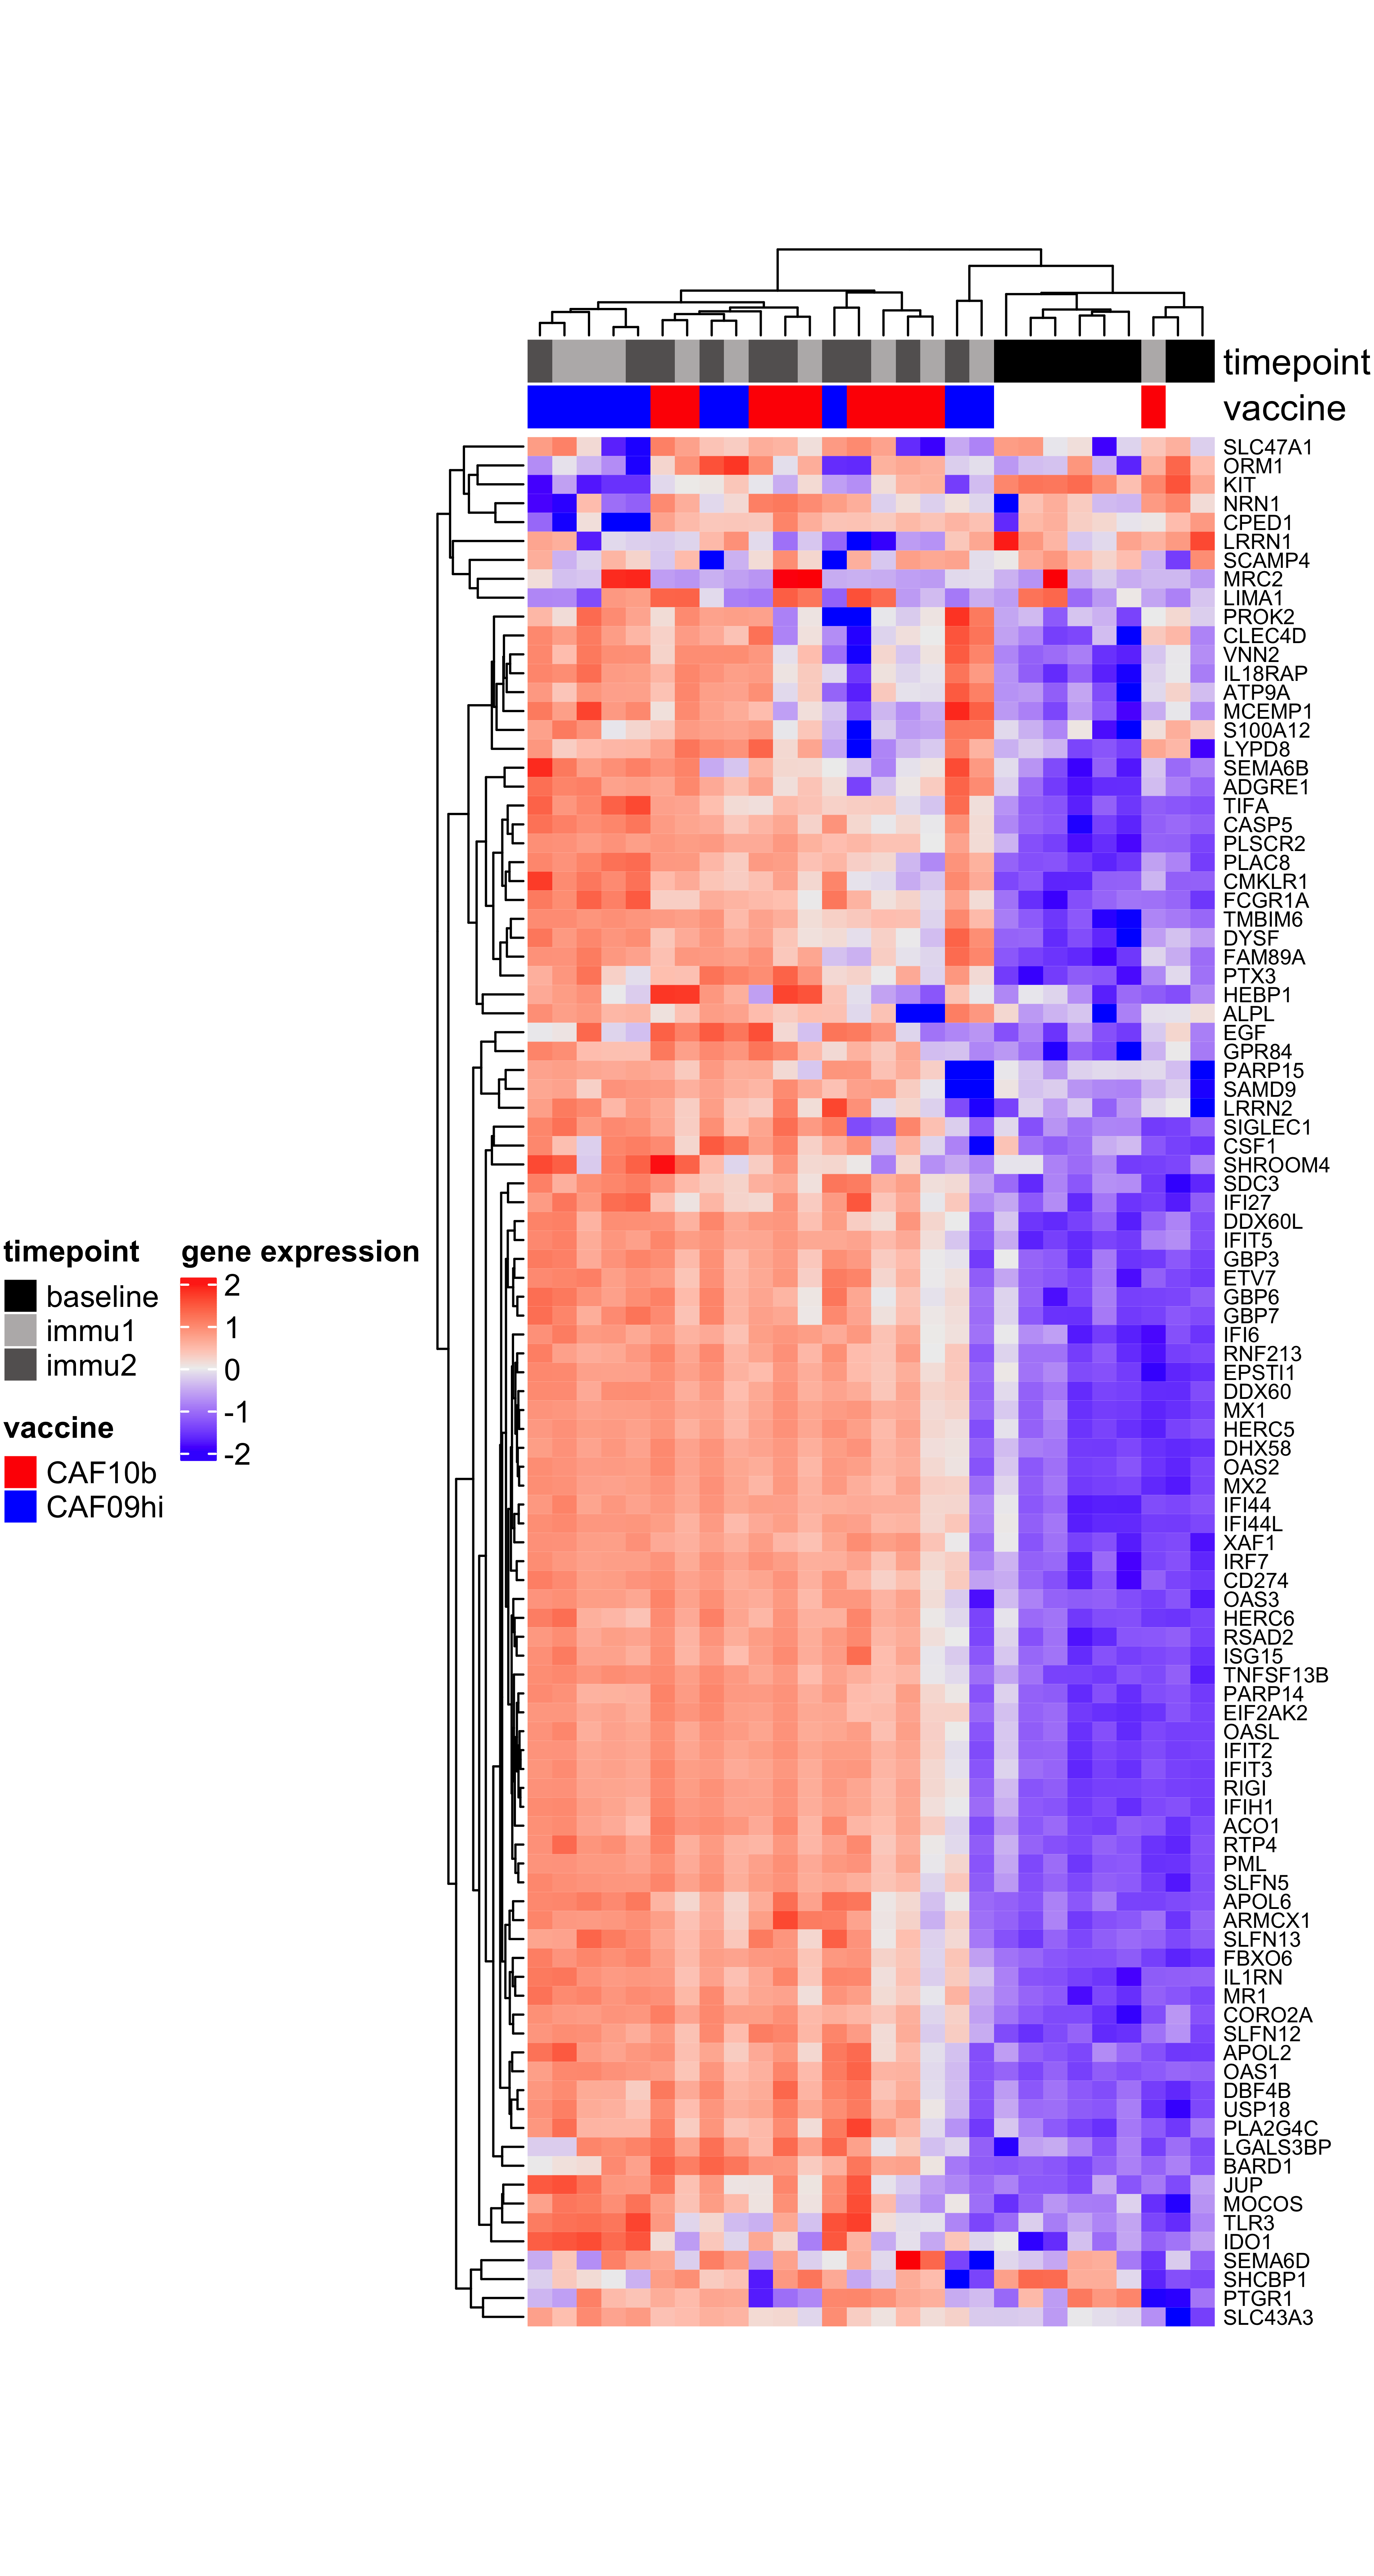 timepoint
vaccine
SLC47A1
ORM1
KIT
NRN1
CPED1
LRRN1
SCAMP4
MRC2
LIMA1
PROK2
CLEC4D
VNN2
IL18RAP
ATP9A
MCEMP1
S100A12
LYPD8
SEMA6B
ADGRE1
TIFA
CASP5
PLSCR2
PLAC8
CMKLR1
FCGR1A
TMBIM6
DYSF
FAM89A
PTX3
HEBP1
ALPL
EGF
GPR84
PARP15
SAMD9
LRRN2
SIGLEC1
CSF1
SHROOM4
SDC3
IFI27
DDX60L
IFIT5
GBP3
ETV7
GBP6
GBP7
IFI6
RNF213
EPSTI1
DDX60
MX1
HERC5
DHX58
OAS2
MX2
IFI44
IFI44L
XAF1
IRF7
CD274
OAS3
HERC6
RSAD2
ISG15
TNFSF13B
PARP14
EIF2AK2
OASL
IFIT2
IFIT3
RIGI
IFIH1
ACO1
RTP4
PML
SLFN5
APOL6
ARMCX1
SLFN13
FBXO6
IL1RN
MR1
CORO2A
SLFN12
APOL2
OAS1
DBF4B
USP18
PLA2G4C
LGALS3BP
BARD1
JUP
MOCOS
TLR3
IDO1
SEMA6D
SHCBP1
PTGR1
SLC43A3
timepoint
baseline
immu1
immu2
vaccine
CAF10b
CAF09hi
gene expression
2
1
0
-1
-2